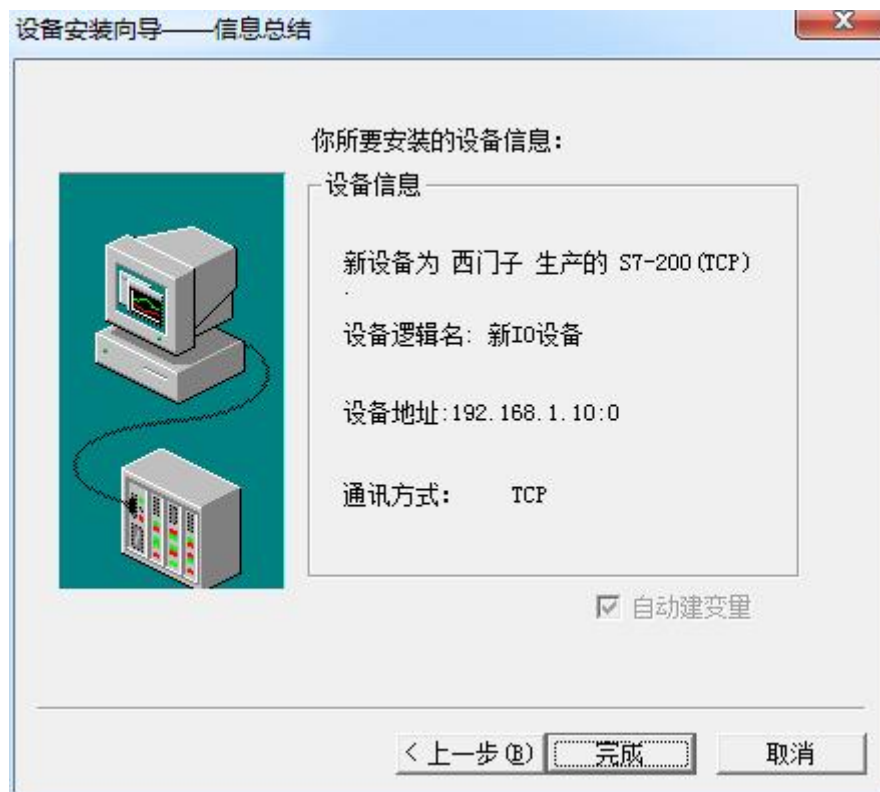 设备安装向导——信息总结
你所要安装的设备信息：
设备信息
新设备为 西门子 生产的 S7-200(TCP)
设备逻辑名: 新IO设备
设备地址:192.168.1.10:0
通讯方式： TCP
自动建变量
< 上一步(B) 完成 取消